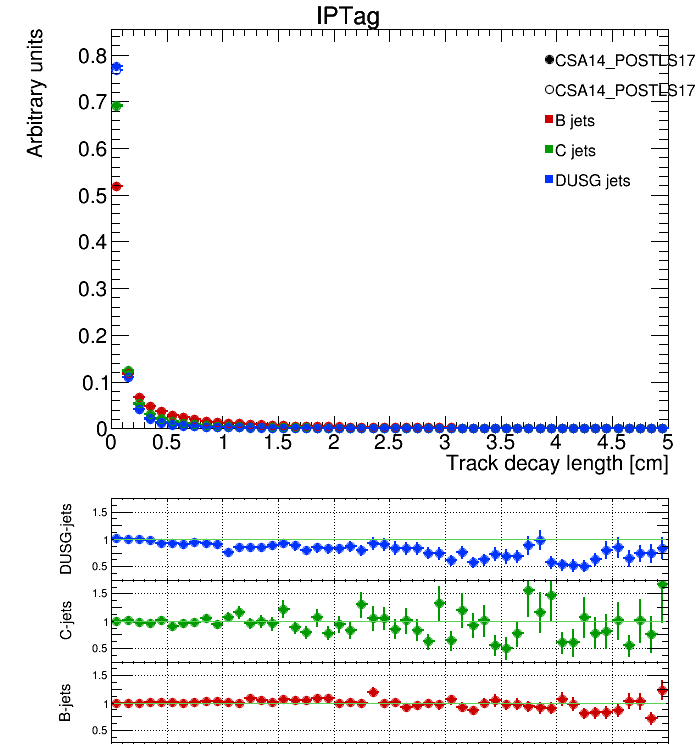 IPTag
Arbitrary units
0.8
0.7
0.6
0.5
0.4
0.3
0.2
0.1
0
CSA14_POSTLS17
CSA14_POSTLS17
B jets
C jets
DUSG jets
0 0.5 1 1.5 2 2.5 3 3.5 4 4.5 5
Track decay length [cm]
DUSG-jets
1.5
1
0.5
C-jets
1.5
1
0.5
B-jets
1.5
1
0.5